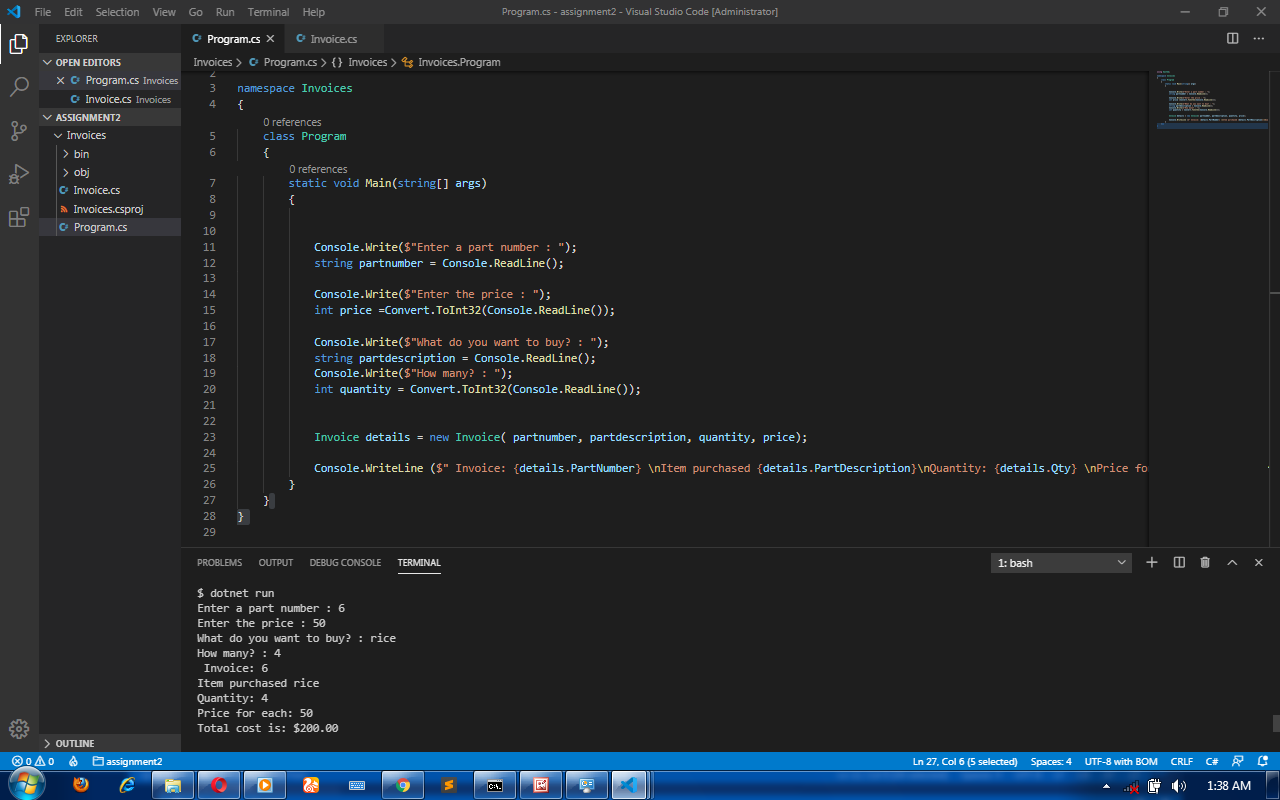 File Edit Selection View Go Run Terminal Help
Program.cs - assignment2 - Visual Studio Code [Administrator]
EXPLORER
OPEN EDITORS
Program.cs Invoices
Invoice.cs Invoices
ASSIGNMENT2
Invoices
bin
obj
Invoice.cs
Invoices.csproj
Program.cs
OUTLINE
Program.cs Invoice.cs
Invoices > Program.cs > {} Invoices > Invoices.Program
2
3 namespace Invoices
4 {
0 references
5 class Program
6 {
0 references
7 static void Main(string[] args)
8 {
9
10
11 Console.Write($"Enter a part number : ");
12 string partnumber = Console.ReadLine();
13
14 Console.Write($"Enter the price : ");
15 int price =Convert.ToInt32(Console.ReadLine());
16
17 Console.Write($"What do you want to buy? : ");
18 string partdescription = Console.ReadLine();
19 Console.Write($"How many? : ");
20 int quantity = Convert.ToInt32(Console.ReadLine());
21
22
23 Invoice details = new Invoice( partnumber, partdescription, quantity, price);
24
25 Console.WriteLine ($" Invoice: {details.PartNumber} \nItem purchased {details.PartDescription}\nQuantity: {details.Qty} \nPrice fo
26 }
27 }
28 }
29
PROBLEMS OUTPUT DEBUG CONSOLE TERMINAL
1: bash
$ dotnet run
Enter a part number : 6
Enter the price : 50
What do you want to buy? : rice
How many? : 4
Invoice: 6
Item purchased rice
Quantity: 4
Price for each: 50
Total cost is: $200.00
0 0 assignment2
Ln 27, Col 6 (5 selected) Spaces: 4 UTF-8 with BOM CRLF C#
1:38 AM